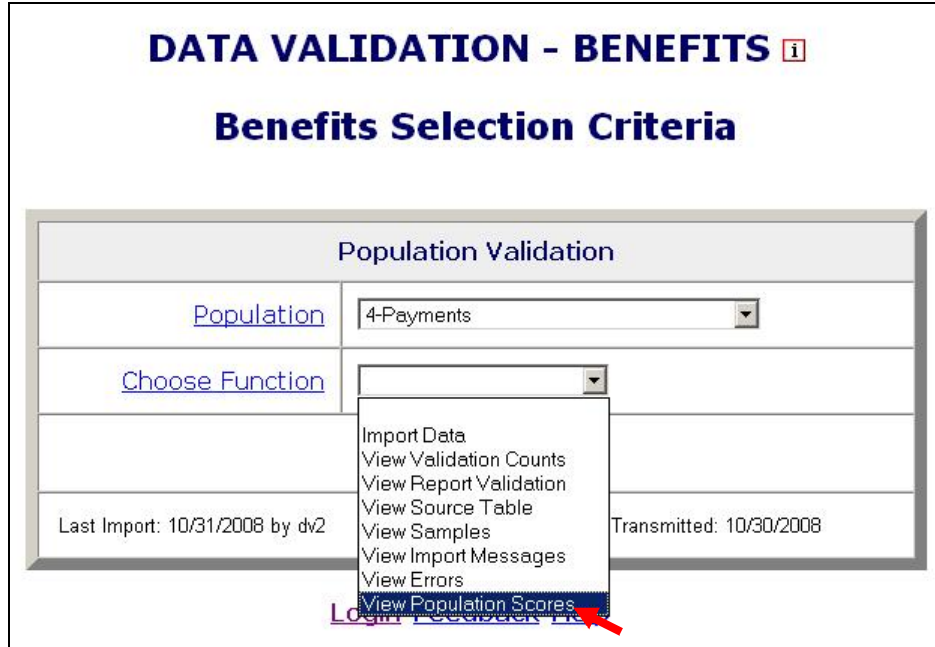 DATA VALIDATION - BENEFITS i
Benefits Selection Criteria
Population Validation
Population 4-Payments
Choose Function
Import Data
View Validation Counts
View Report Validation
View Source Table
Last Import: 10/31/2008 by dv2 View Samples Transmitted: 10/30/2008
View Import Messages
View Errors
View Population Scores
Login Feedback Help